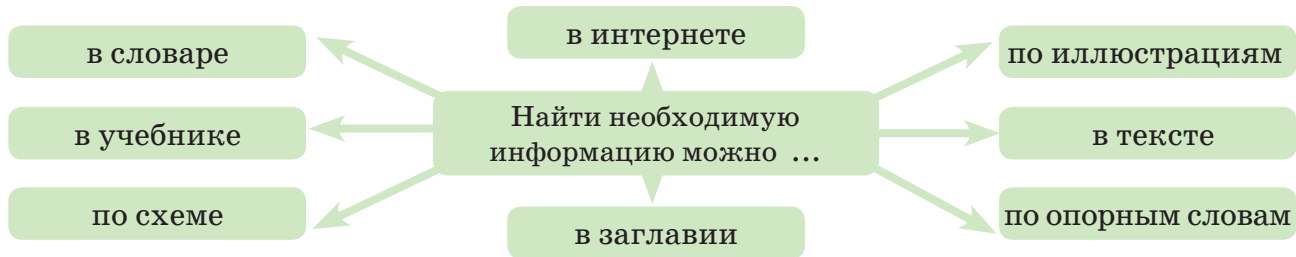 в интернете
в словаре
по иллюстрациям
Найти необходимую
информацию можно ...
в учебнике
в тексте
по схеме
по опорным словам
в заглавии